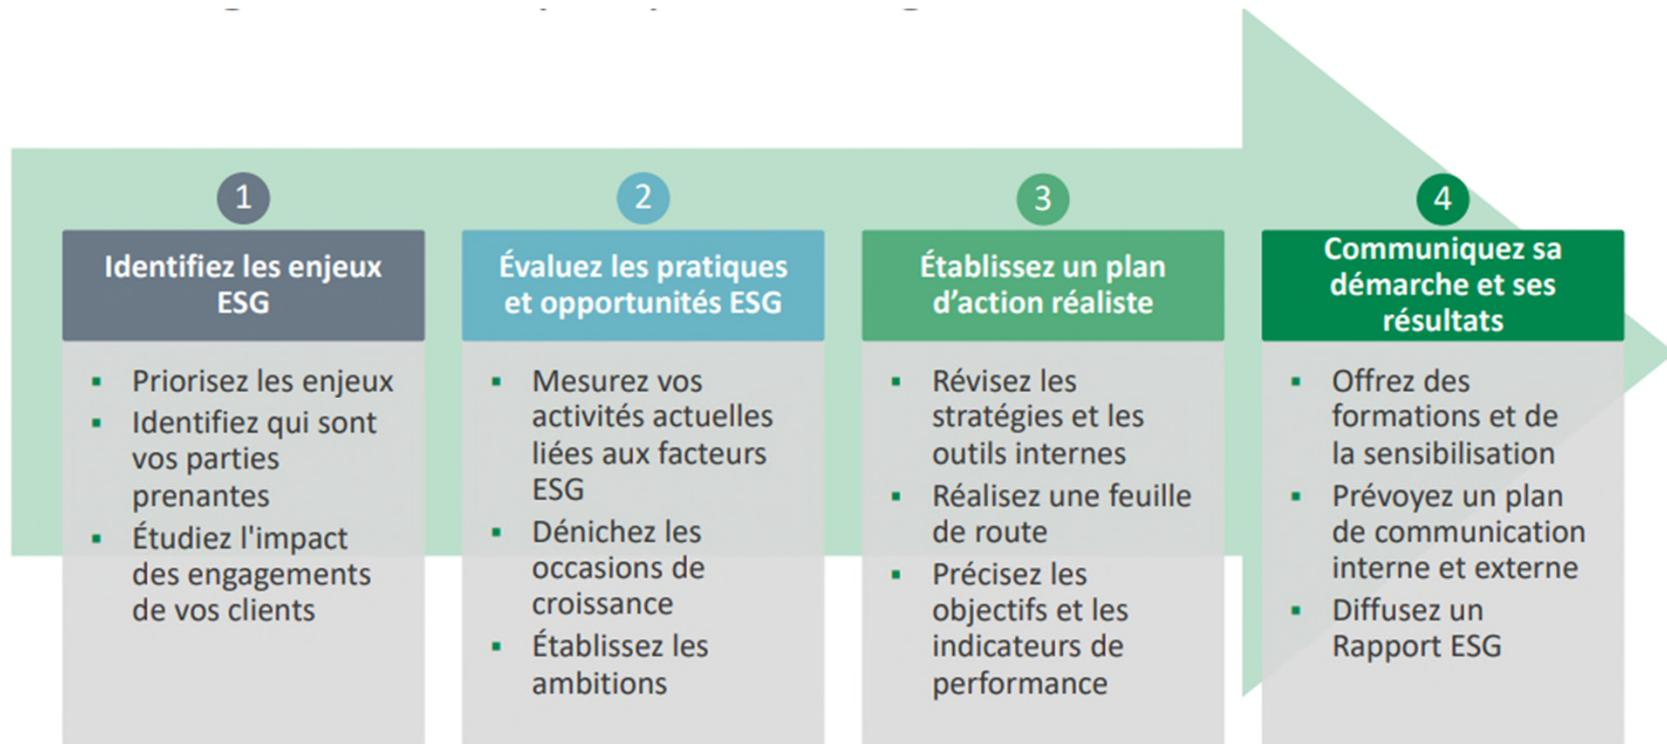 1
Identifiez les enjeux
ESG
▪ Priorisez les enjeux
▪ Identifiez qui sont
vos parties
prenantes
▪ Étudiez l'impact
des engagements
de vos clients
2
Évaluez les pratiques
et opportunités ESG
▪ Mesurez vos
activités actuelles
liées aux facteurs
ESG
▪ Dénichez les
occasions de
croissance
▪ Établissez les
ambitions
3
Établissez un plan
d’action réaliste
▪ Révisez les
stratégies et les
outils internes
▪ Réalisez une feuille
de route
▪ Précisez les
objectifs et les
indicateurs de
performance
4
Communiquez sa
démarche et ses
résultats
▪ Offrez des
formations et de
la sensibilisation
▪ Prévoyez un plan
de communication
interne et externe
▪ Diffusez un
Rapport ESG